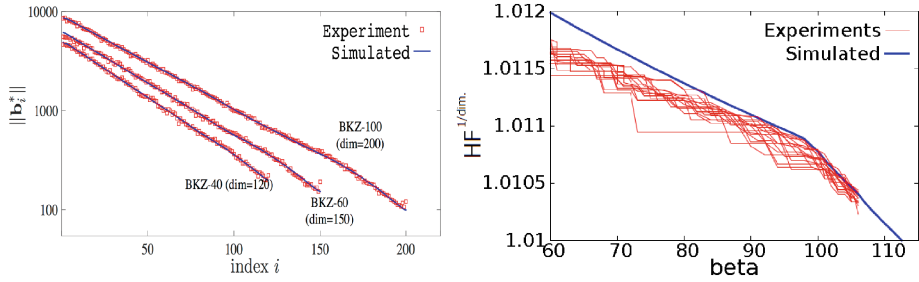 10000
1000
100
||b*i||
Experiment
Simulated
BKZ-100
(dim=200)
BKZ-40 (dim=120)
BKZ-60
(dim=150)
50 100 150 200
index i
1.012
1.0115
1.011
1.0105
1.01
HF1/dim.
Experiments
Simulated
60 70 80 90 100 110
beta